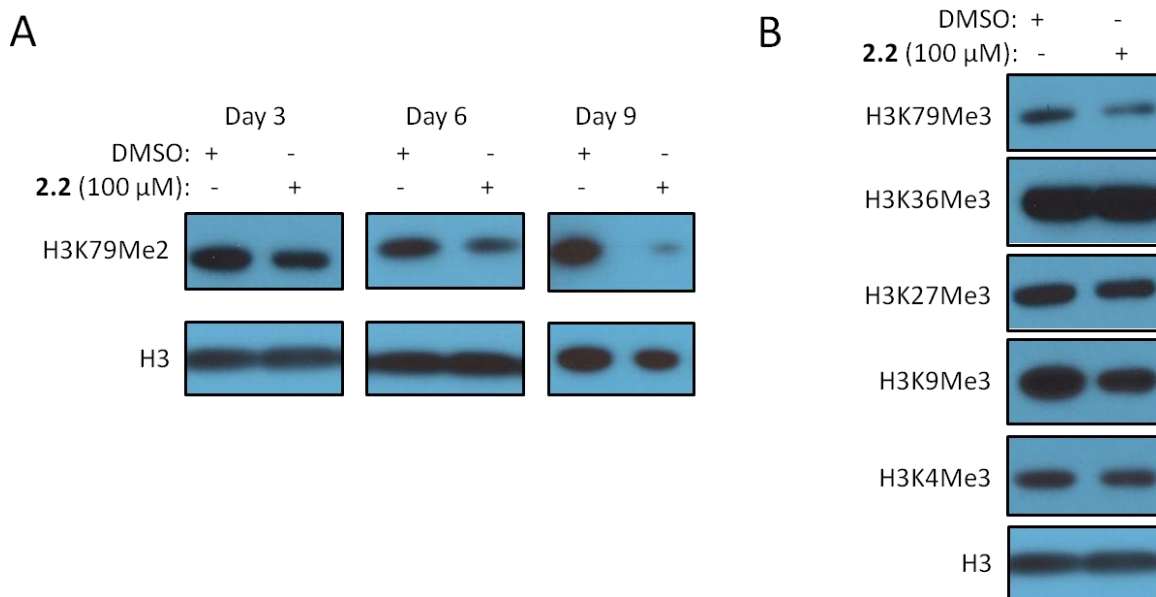 A
Day 3 Day 6 Day 9
DMSO: + - + - + -
2.2 (100 µM): - + - + - +
H3K79Me2
H3
B
DMSO: + -
2.2 (100 µM): - +
H3K79Me3
H3K36Me3
H3K27Me3
H3K9Me3
H3K4Me3
H3